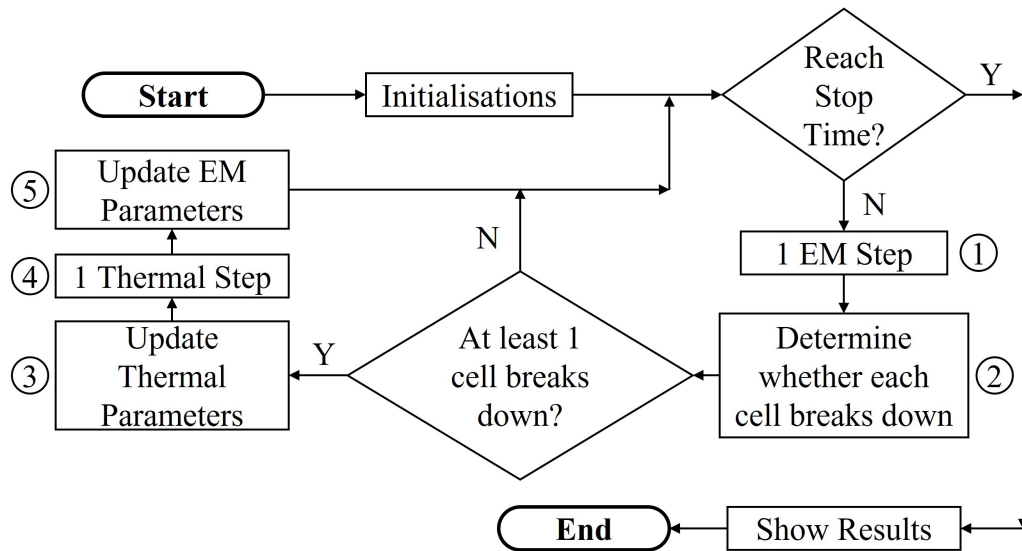 Start
Initialisations
Reach
Stop
Time?
Y
N
1 EM Step
①
Determine
whether each
cell breaks down
②
At least 1
cell breaks
down?
N
Y
Update
Thermal
Parameters
③
1 Thermal Step
④
Update EM
Parameters
⑤
Show Results
End